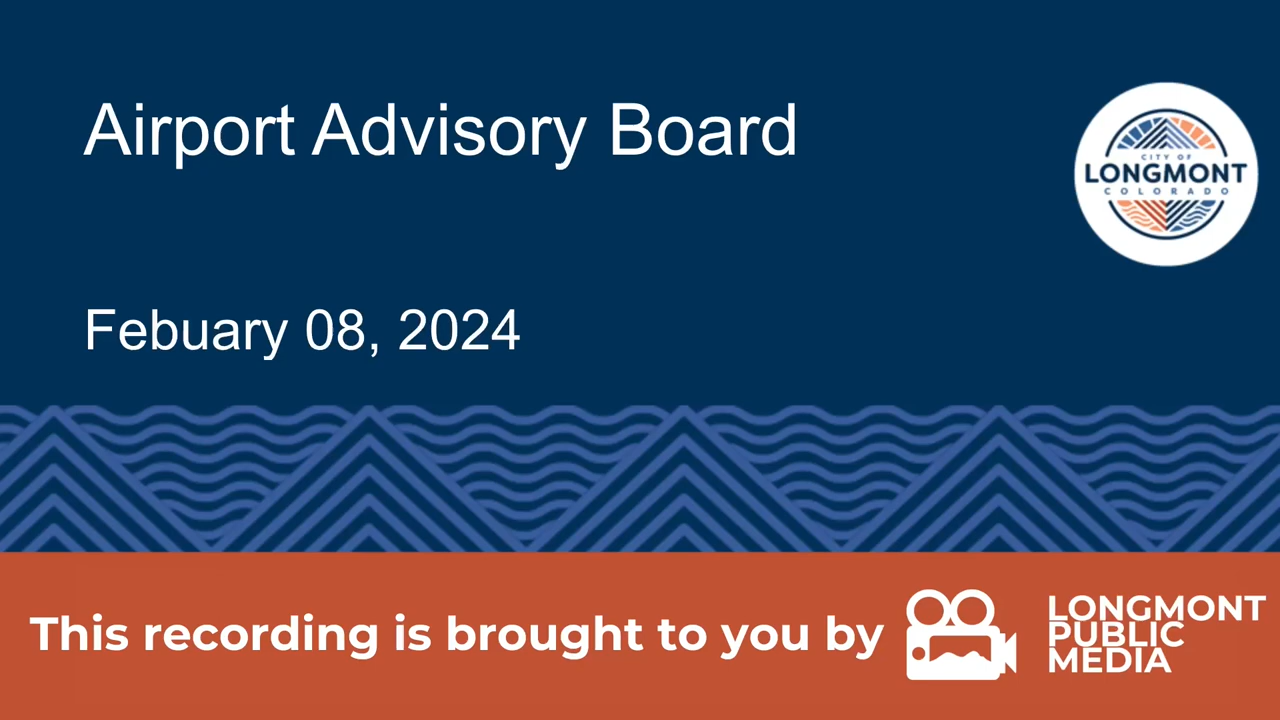 Airport Advisory Board
CITY OF
LONGMONT
COLORADO
Febuary 08, 2024
This recording is brought to you by
LONGMONT
PUBLIC
MEDIA